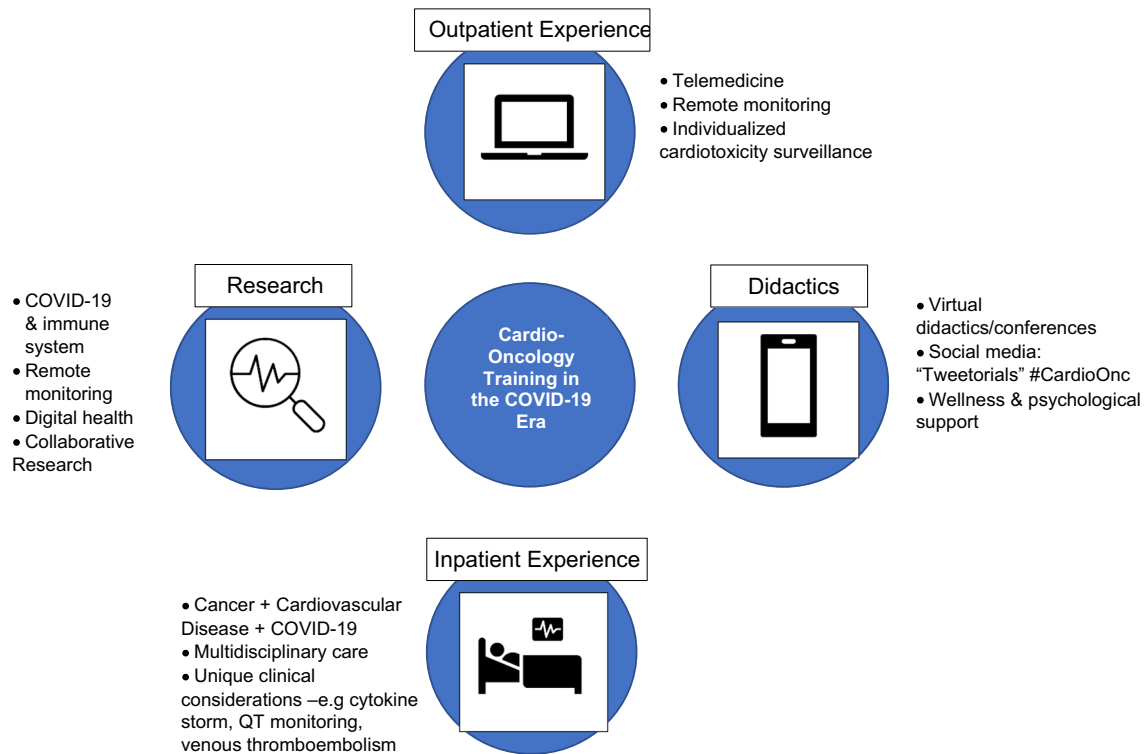 Outpatient Experience
• Telemedicine
• Remote monitoring
• Individualized
cardiotoxicity surveillance
Research
• COVID-19
& immune
system
• Remote
monitoring
• Digital health
• Collaborative
Research
Cardio-
Oncology
Training in
the COVID-19
Era
Didactics
• Virtual
didactics/conferences
• Social media:
“Tweetorials” #CardioOnc
• Wellness & psychological
support
Inpatient Experience
• Cancer + Cardiovascular
Disease + COVID-19
• Multidisciplinary care
• Unique clinical
considerations –e.g cytokine
storm, QT monitoring,
venous thromboembolism